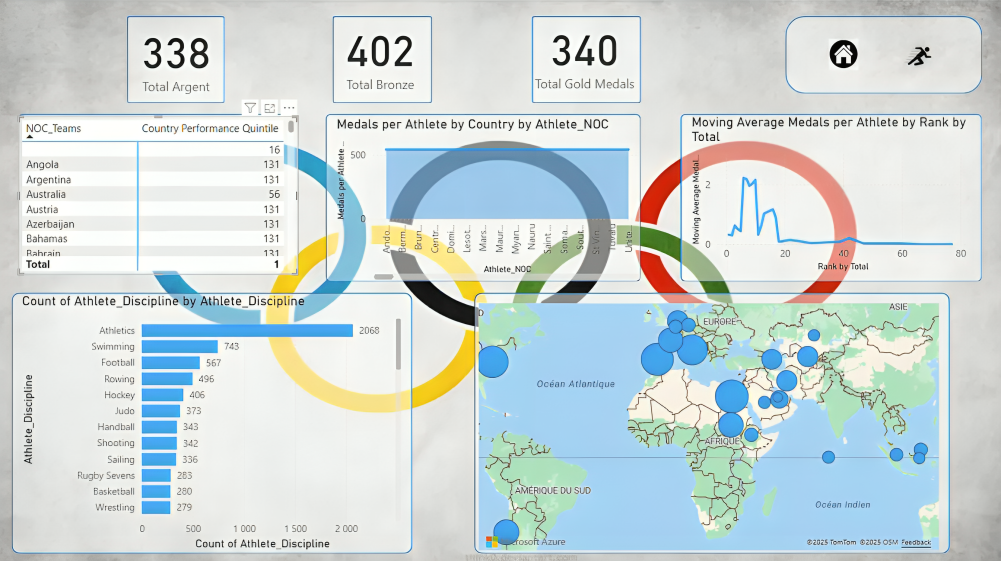 338
Total Argent
402
Total Bronze
340
Total Gold Medals
NOC_Teams Country Performance Quintile
16
Angola 131
Argentina 131
Australia 56
Austria 131
Azerbaijan 131
Bahamas 131
Bahrain 131
Total 1
Medals per Athlete by Country by Athlete_NOC
Medals per Athlete ...
500
0
Ando...
Berm...
Brun...
Centr...
Domi...
Lesot...
Mars...
Maur...
Myan...
Nauru
Saint ...
Soma...
Sout...
St Vin...
Tuvalu
Unite...
Athlete_NOC
Moving Average Medals per Athlete by Rank by
Total
Moving Average Medal...
2
0
0 20 40 60 80
Rank by Total
Count of Athlete_Discipline by Athlete_Discipline
Athlete_Discipline
Athletics 2068
Swimming 743
Football 567
Rowing 496
Hockey 406
Judo 373
Handball 343
Shooting 342
Sailing 336
Rugby Sevens 283
Basketball 280
Wrestling 279
0 500 1 000 1 500 2 000
Count of Athlete_Discipline
D
ASIE
EUROPE
Océan Atlantique
AFRIQUE
AMÉRIQUE DU SUD
Océan Indien
Microsoft Azure
©2025 TomTom ©2025 OSM Feedback